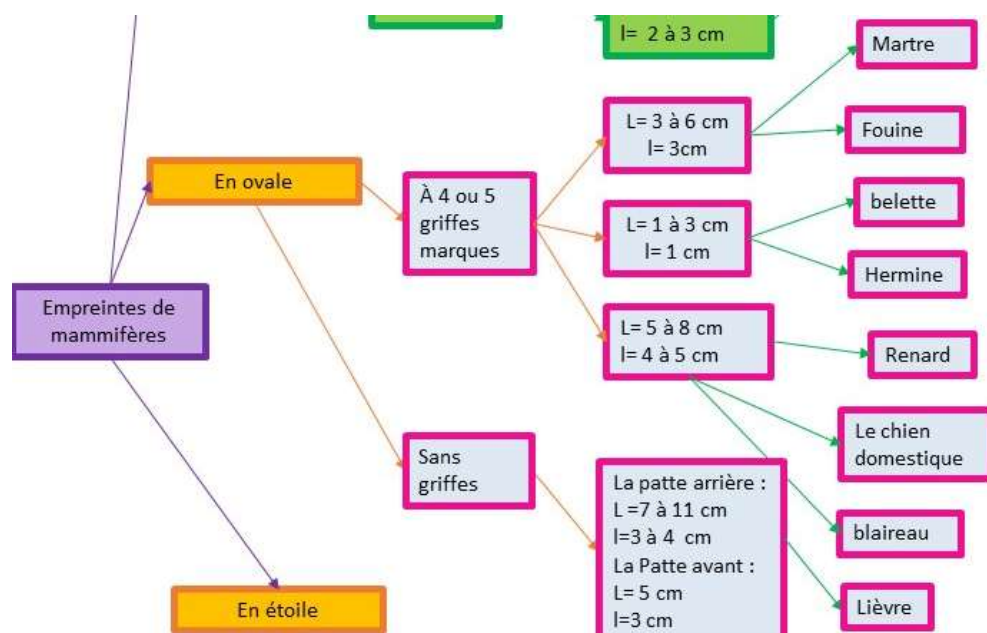 l= 2 à 3 cm
Martre
L= 3 à 6 cm
l= 3cm
Fouine
En ovale
À 4 ou 5
griffes
marques
belette
L= 1 à 3 cm
l= 1 cm
Hermine
Empreintes de
mammifères
L= 5 à 8 cm
l= 4 à 5 cm
Renard
Le chien
domestique
Sans
griffes
La patte arrière :
L =7 à 11 cm
l=3 à 4 cm
La Patte avant :
L= 5 cm
l=3 cm
blaireau
En étoile
Lièvre